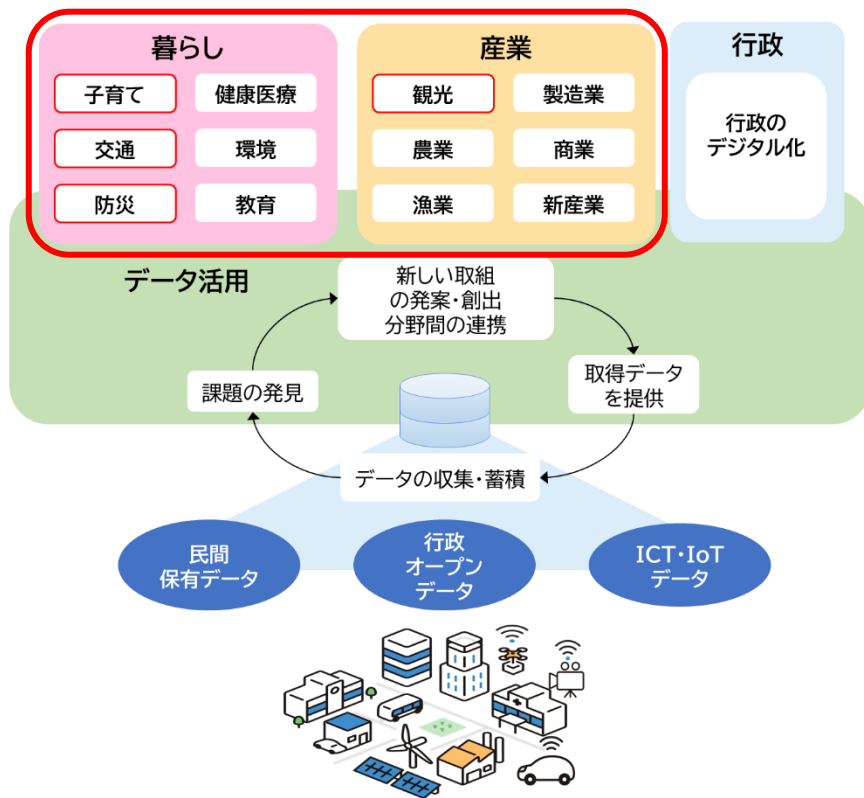 暮らし
産業
行政
子育て
健康医療
観光
製造業
行政の
デジタル化
交通
環境
農業
商業
防災
教育
漁業
新産業
データ活用
新しい取組
の発案・創出
分野間の連携
課題の発見
取得データ
を提供
データの収集・蓄積
民間
保有データ
行政
オープン
データ
ICT・IoT
データ